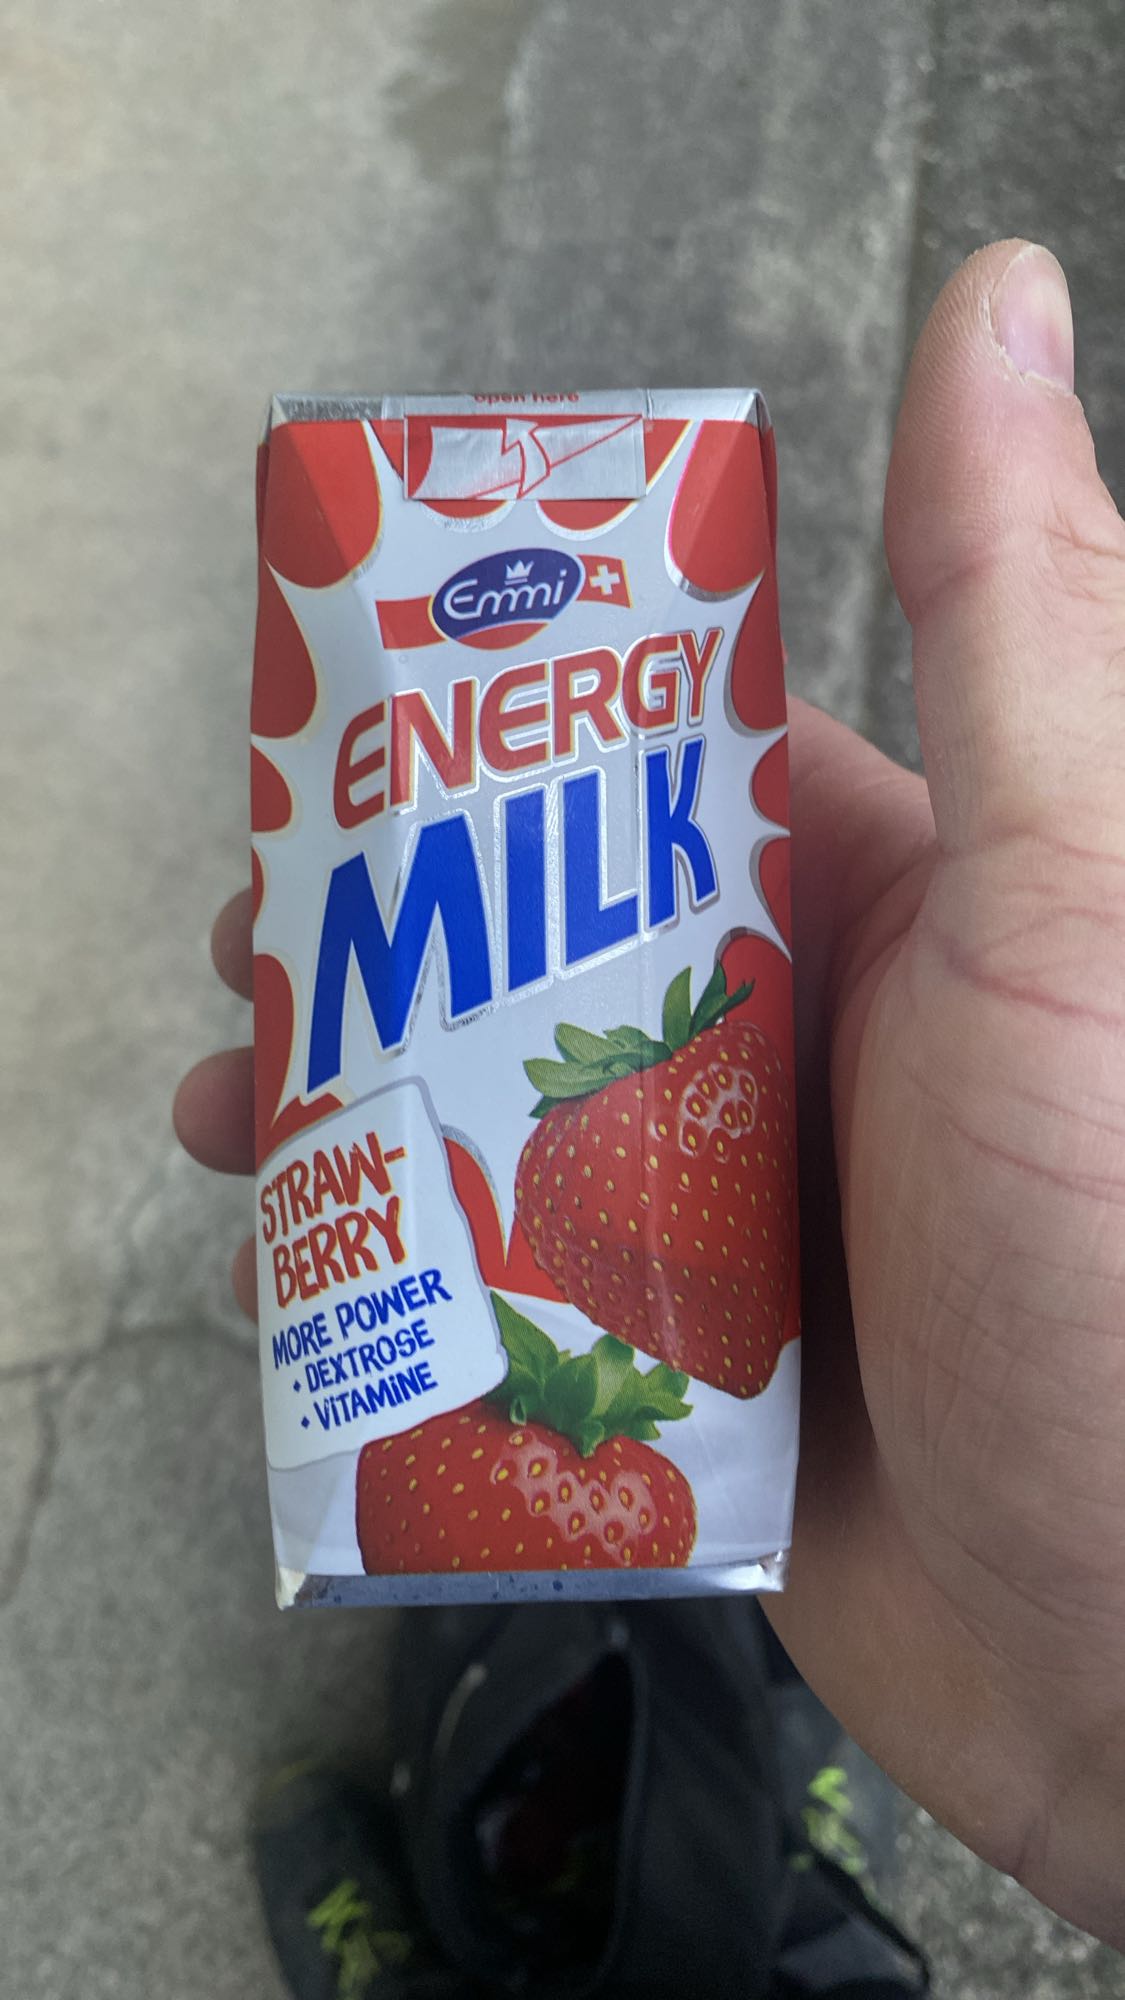 open here
Emmi
ENERGY
MILK
STRAW-
BERRY
MORE POWER
• DEXTROSE
• VITAMINE